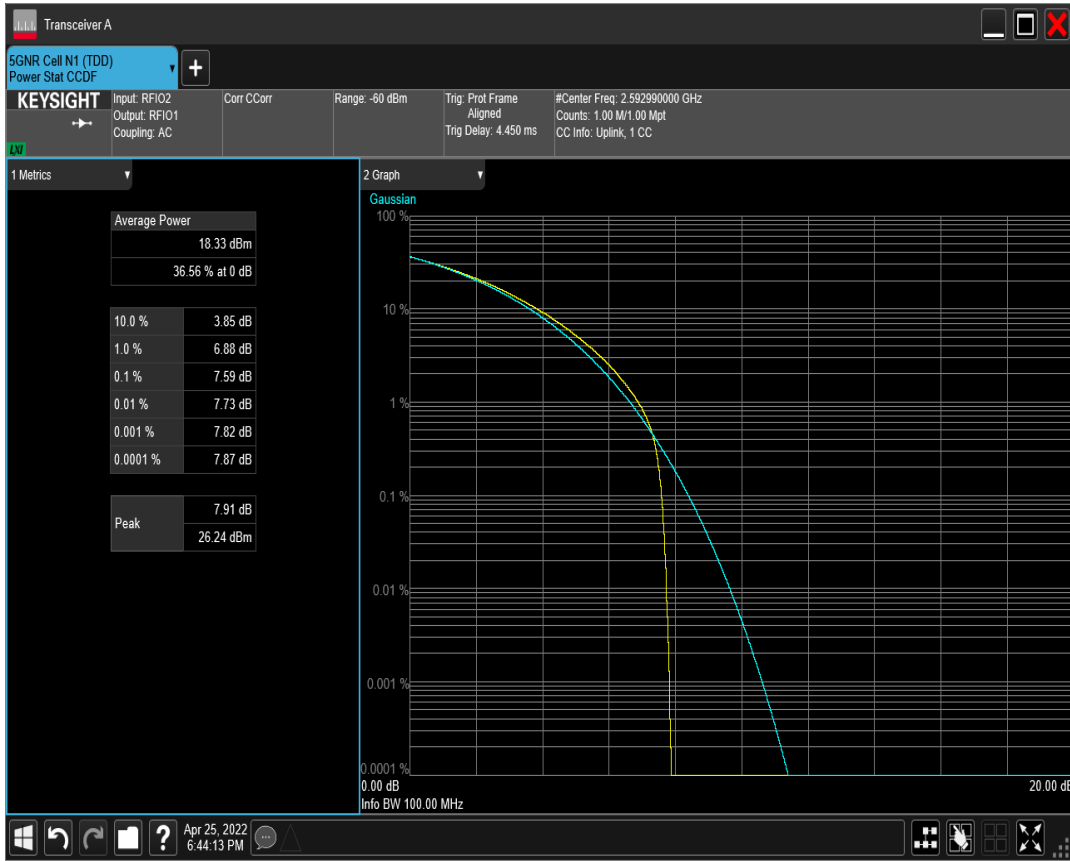 Transceiver A
5GNR Cell N1 (TDD)
Power Stat CCDF
+
KEYSIGHT
LXI
Input: RFIO2
Output: RFIO1
Coupling: AC
Corr CCorr
Range: -60 dBm
Trig: Prot Frame
Aligned
Trig Delay: 4.450 ms
#Center Freq: 2.592990000 GHz
Counts: 1.00 M/1.00 Mpt
CC Info: Uplink, 1 CC
1 Metrics
Average Power
18.33 dBm
36.56 % at 0 dB
10.0 % 3.85 dB
1.0 % 6.88 dB
0.1 % 7.59 dB
0.01 % 7.73 dB
0.001 % 7.82 dB
0.0001 % 7.87 dB
Peak 7.91 dB
26.24 dBm
2 Graph
Gaussian
100 %
10 %
1 %
0.1 %
0.01 %
0.001 %
0.0001 %
0.00 dB 20.00 dB
Info BW 100.00 MHz
? Apr 25, 2022
6:44:13 PM